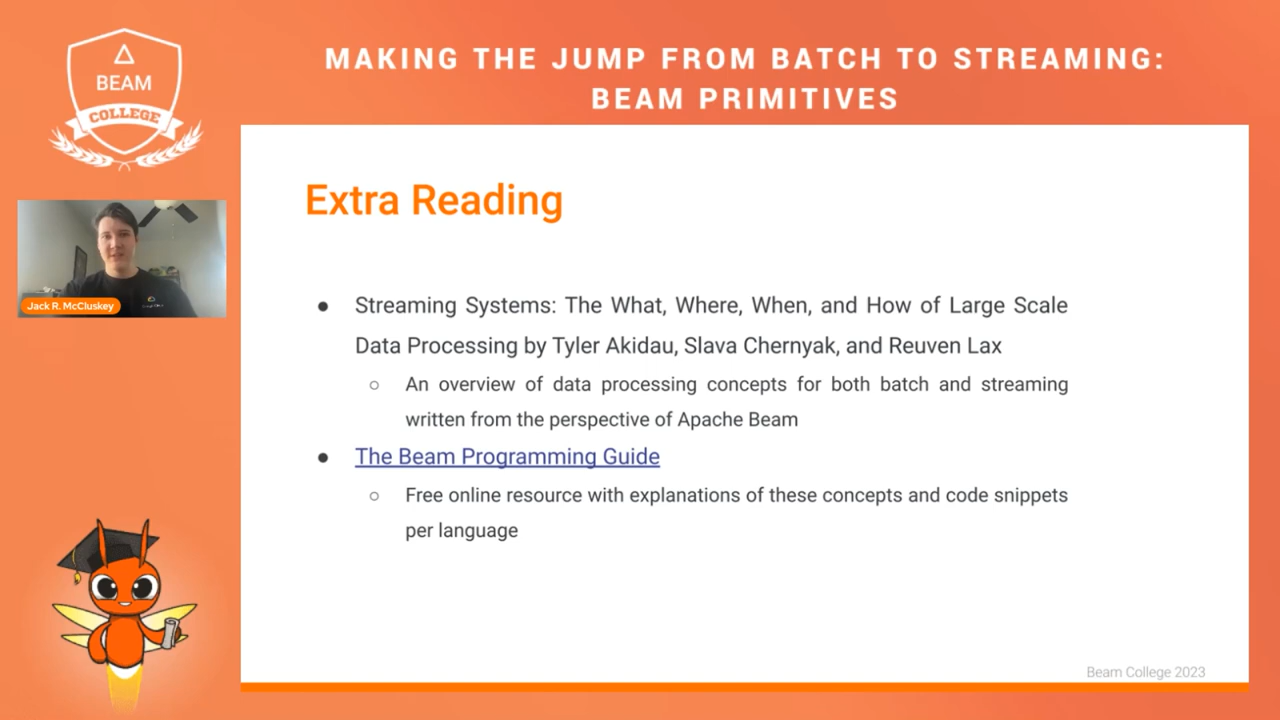 BEAM
COLLEGE
MAKING THE JUMP FROM BATCH TO STREAMING:
BEAM PRIMITIVES
Jack R. McCluskey
Extra Reading
● Streaming Systems: The What, Where, When, and How of Large Scale
Data Processing by Tyler Akidau, Slava Chernyak, and Reuven Lax
○ An overview of data processing concepts for both batch and streaming
written from the perspective of Apache Beam
● The Beam Programming Guide
○ Free online resource with explanations of these concepts and code snippets
per language
Beam College 2023